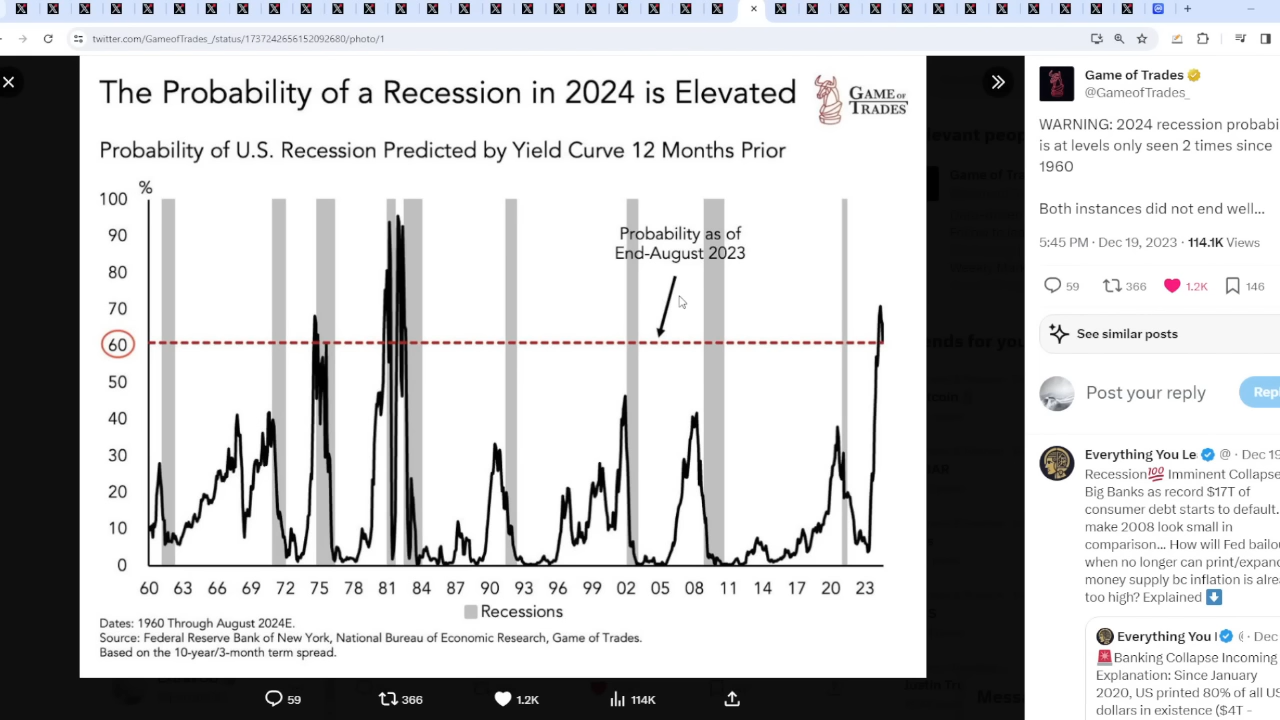 twitter.com/GameofTrades_/status/1737242656152092680/photo/1
The Probability of a Recession in 2024 is Elevated
GAME OF
TRADES
Probability of U.S. Recession Predicted by Yield Curve 12 Months Prior
%
100
90
80
70
60
50
40
30
20
10
0
Probability as of
End-August 2023
60 63 66 69 72 75 78 81 84 87 90 93 96 99 02 05 08 11 14 17 20 23
Recessions
Dates: 1960 Through August 2024E.
Source: Federal Reserve Bank of New York, National Bureau of Economic Research, Game of Trades.
Based on the 10-year/3-month term spread.
59 366 1.2K 114K
Game of Trades
@GameofTrades_
WARNING: 2024 recession probabi
is at levels only seen 2 times since
1960
Both instances did not end well...
5:45 PM · Dec 19, 2023 · 114.1K Views
59 366 1.2K 146
See similar posts
Post your reply
Repl
Everything You Le @ · Dec 19
Recession💯 Imminent Collapse
Big Banks as record $17T of
consumer debt starts to default.
make 2008 look small in
comparison... How will Fed bailou
when no longer can print/expand
money supply bc inflation is alre
too high? Explained ⬇
Everything Y · Dec
🚨Banking Collapse Incoming
Explanation: Since January
2020, US printed 80% of all US
dollars in existence ($4T -